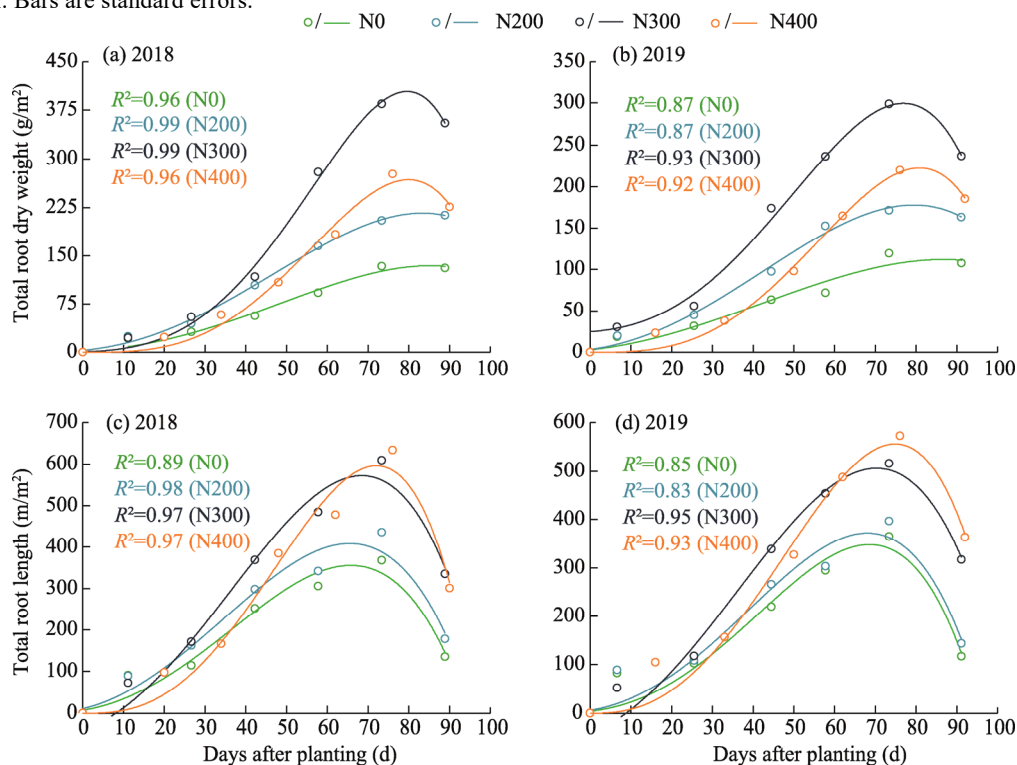 . Bars are standard errors.
○/— N0 ○/— N200 ○/— N300 ○/— N400
(a) 2018
R²=0.96 (N0)
R²=0.99 (N200)
R²=0.99 (N300)
R²=0.96 (N400)
Total root dry weight (g/m²)
450
375
300
225
150
75
0
0 10 20 30 40 50 60 70 80 90 100
(b) 2019
R²=0.87 (N0)
R²=0.87 (N200)
R²=0.93 (N300)
R²=0.92 (N400)
350
300
250
200
150
100
50
0
0 10 20 30 40 50 60 70 80 90 100
(c) 2018
R²=0.89 (N0)
R²=0.98 (N200)
R²=0.97 (N300)
R²=0.97 (N400)
Total root length (m/m²)
700
600
500
400
300
200
100
0
0 10 20 30 40 50 60 70 80 90 100
Days after planting (d)
(d) 2019
R²=0.85 (N0)
R²=0.83 (N200)
R²=0.95 (N300)
R²=0.93 (N400)
600
500
400
300
200
100
0
0 10 20 30 40 50 60 70 80 90 100
Days after planting (d)